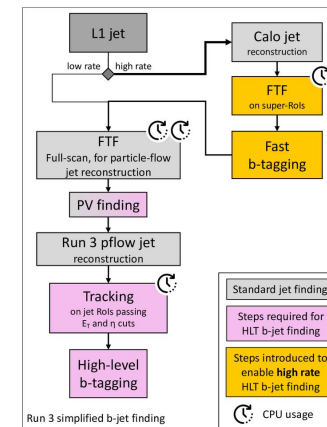 L1 jet
low rate
high rate
Calo jet
reconstruction
FTF
on super-RoIs
Fast
b-tagging
FTF
Full-scan, for particle-flow
jet reconstruction
PV finding
Run 3 pflow jet
reconstruction
Tracking
on jet RoIs passing
ET and η cuts
High-level
b-tagging
Standard jet finding
Steps required for
HLT b-jet finding
Steps introduced to
enable high rate
HLT b-jet finding
CPU usage
Run 3 simplified b-jet finding